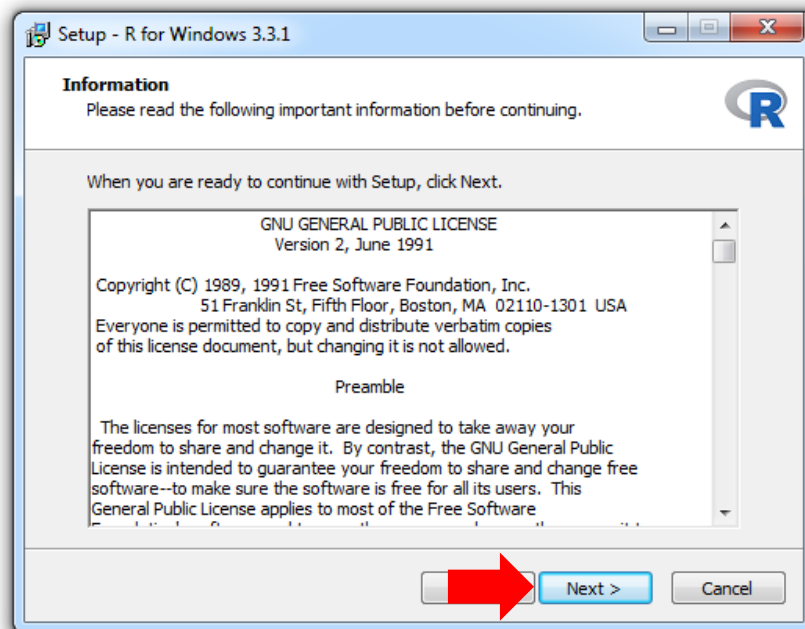 Setup - R for Windows 3.3.1
Information
Please read the following important information before continuing.
R
When you are ready to continue with Setup, click Next.
GNU GENERAL PUBLIC LICENSE
Version 2, June 1991
Copyright (C) 1989, 1991 Free Software Foundation, Inc.
51 Franklin St, Fifth Floor, Boston, MA 02110-1301 USA
Everyone is permitted to copy and distribute verbatim copies
of this license document, but changing it is not allowed.
Preamble
The licenses for most software are designed to take away your
freedom to share and change it. By contrast, the GNU General Public
License is intended to guarantee your freedom to share and change free
software--to make sure the software is free for all its users. This
General Public License applies to most of the Free Software
Next >
Cancel